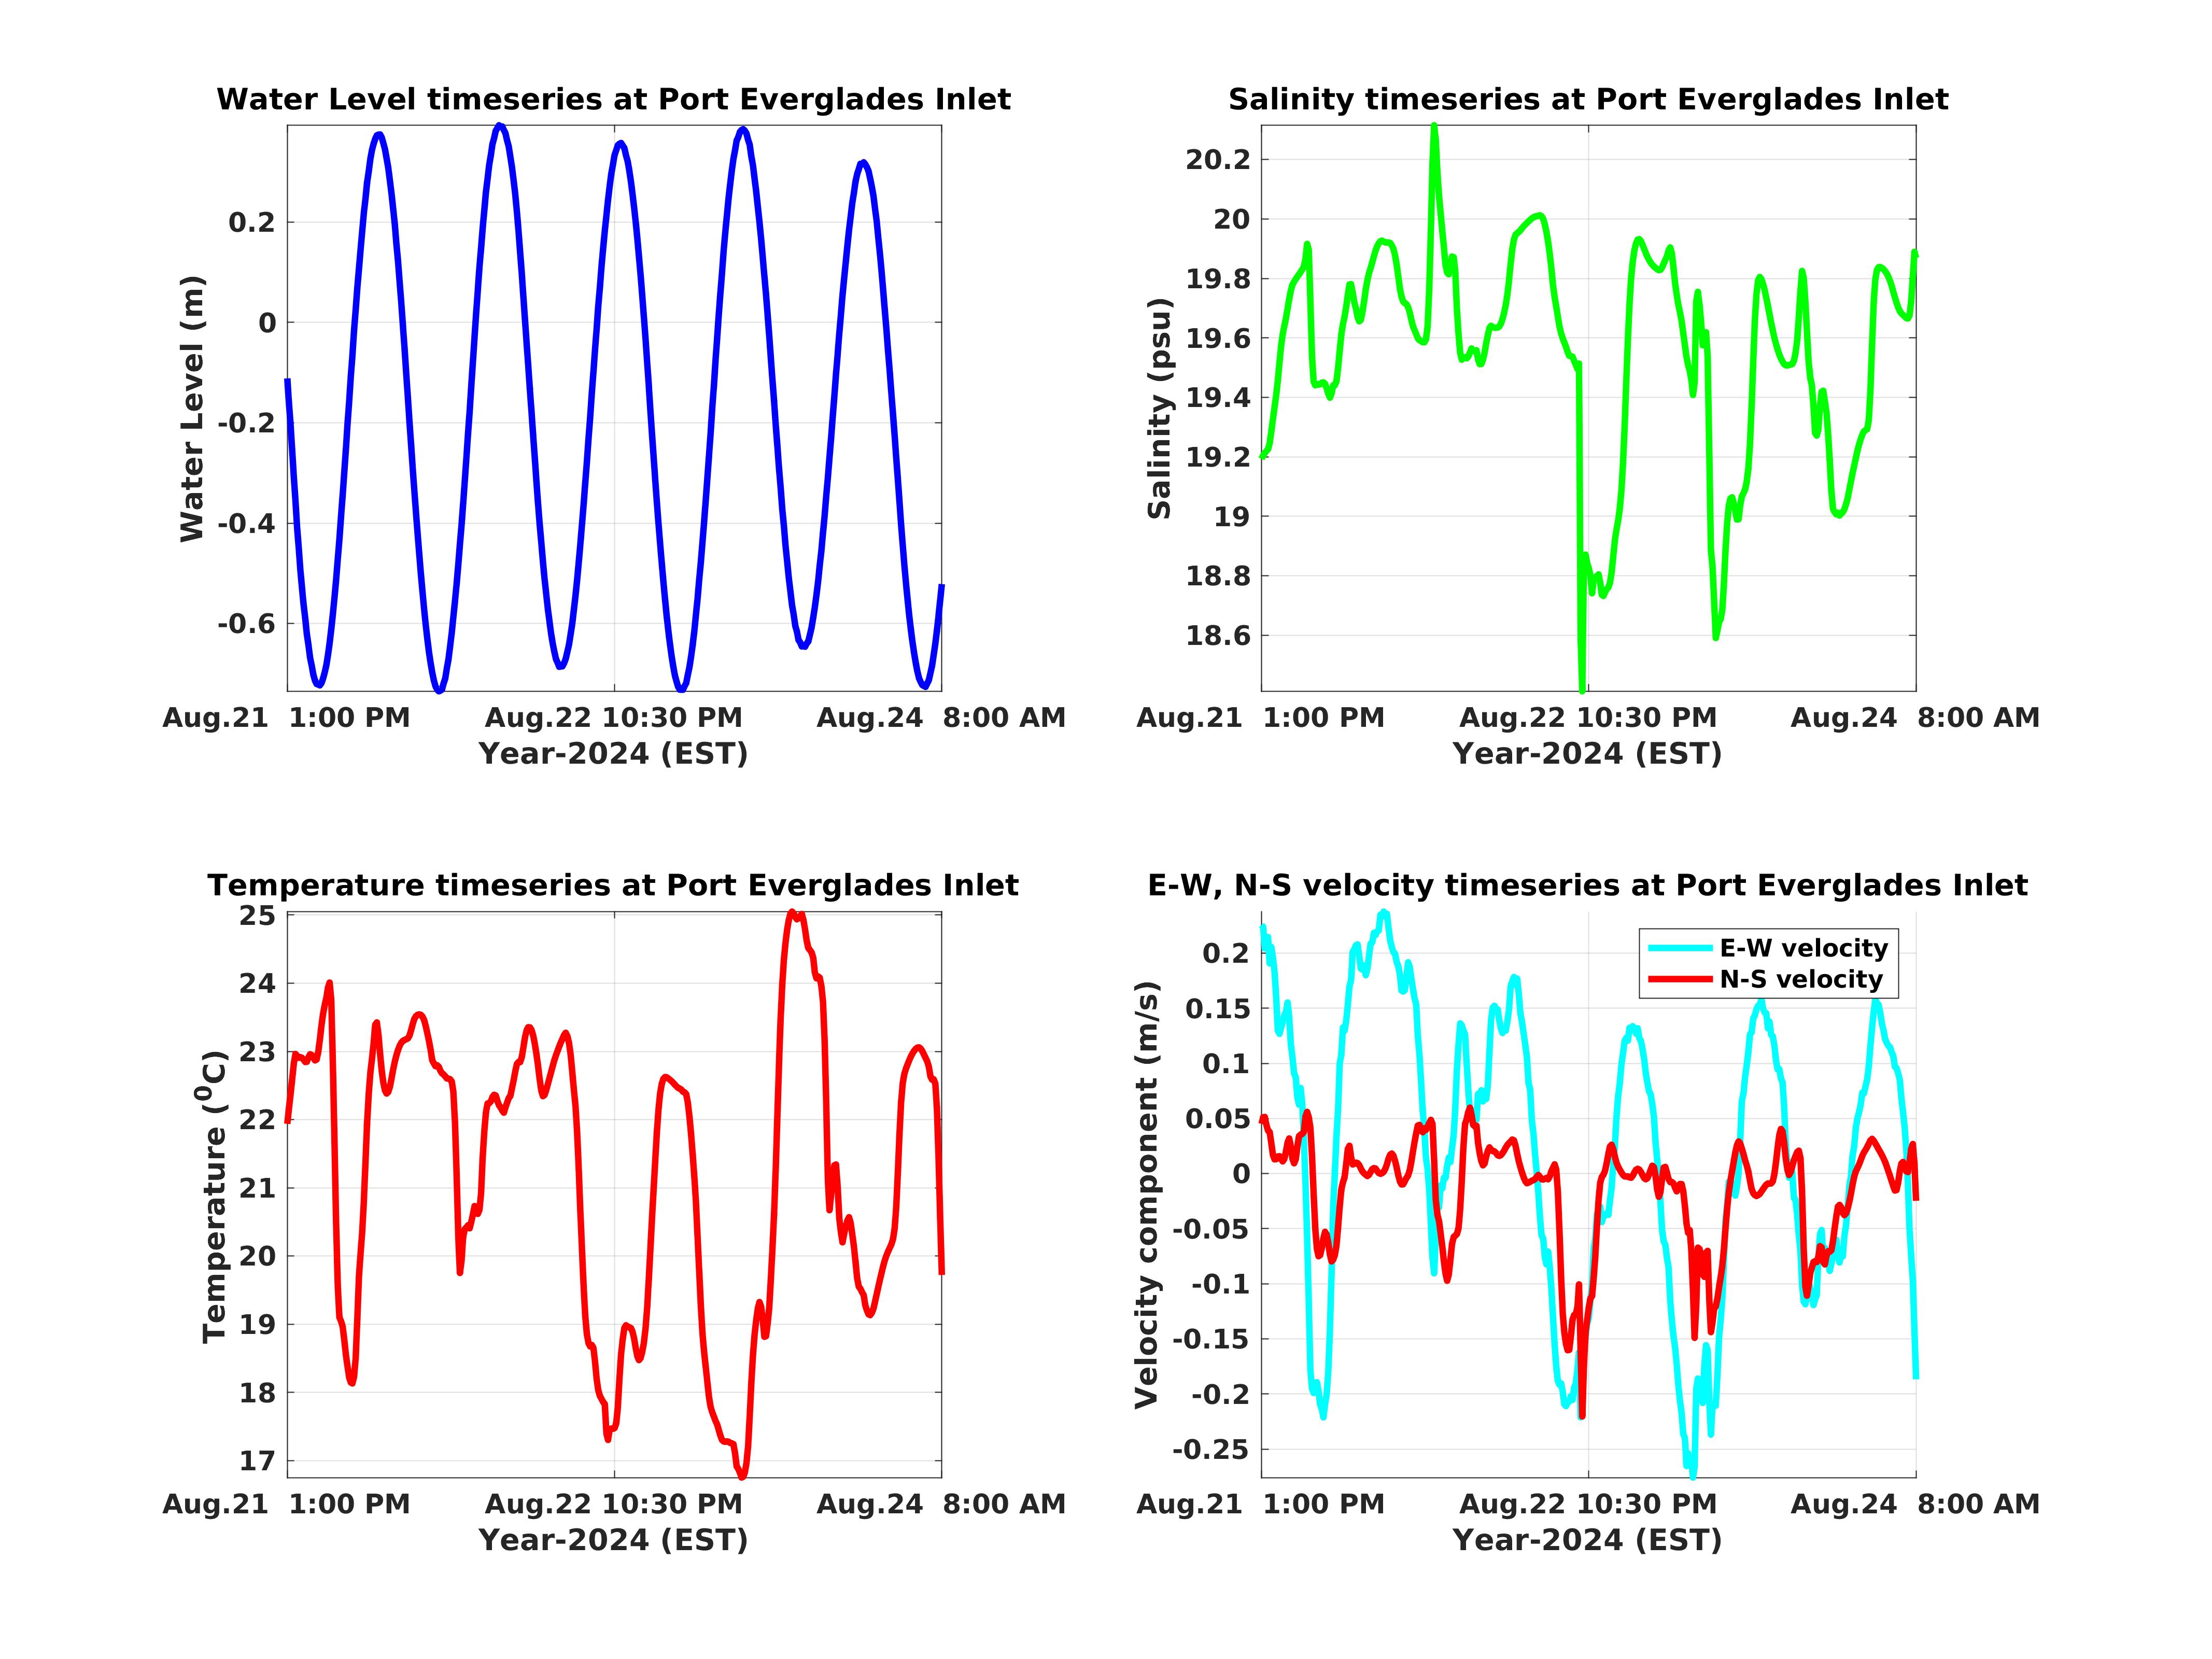 Water Level timeseries at Port Everglades Inlet
Water Level (m)
0.2
0
-0.2
-0.4
-0.6
Aug.21 1:00 PM Aug.22 10:30 PM Aug.24 8:00 AM
Year-2024 (EST)
Salinity timeseries at Port Everglades Inlet
Salinity (psu)
20.2
20
19.8
19.6
19.4
19.2
19
18.8
18.6
Aug.21 1:00 PM Aug.22 10:30 PM Aug.24 8:00 AM
Year-2024 (EST)
Temperature timeseries at Port Everglades Inlet
Temperature (⁰C)
25
24
23
22
21
20
19
18
17
Aug.21 1:00 PM Aug.22 10:30 PM Aug.24 8:00 AM
Year-2024 (EST)
E-W, N-S velocity timeseries at Port Everglades Inlet
Velocity component (m/s)
0.2
0.15
0.1
0.05
0
-0.05
-0.1
-0.15
-0.2
-0.25
E-W velocity
N-S velocity
Aug.21 1:00 PM Aug.22 10:30 PM Aug.24 8:00 AM
Year-2024 (EST)